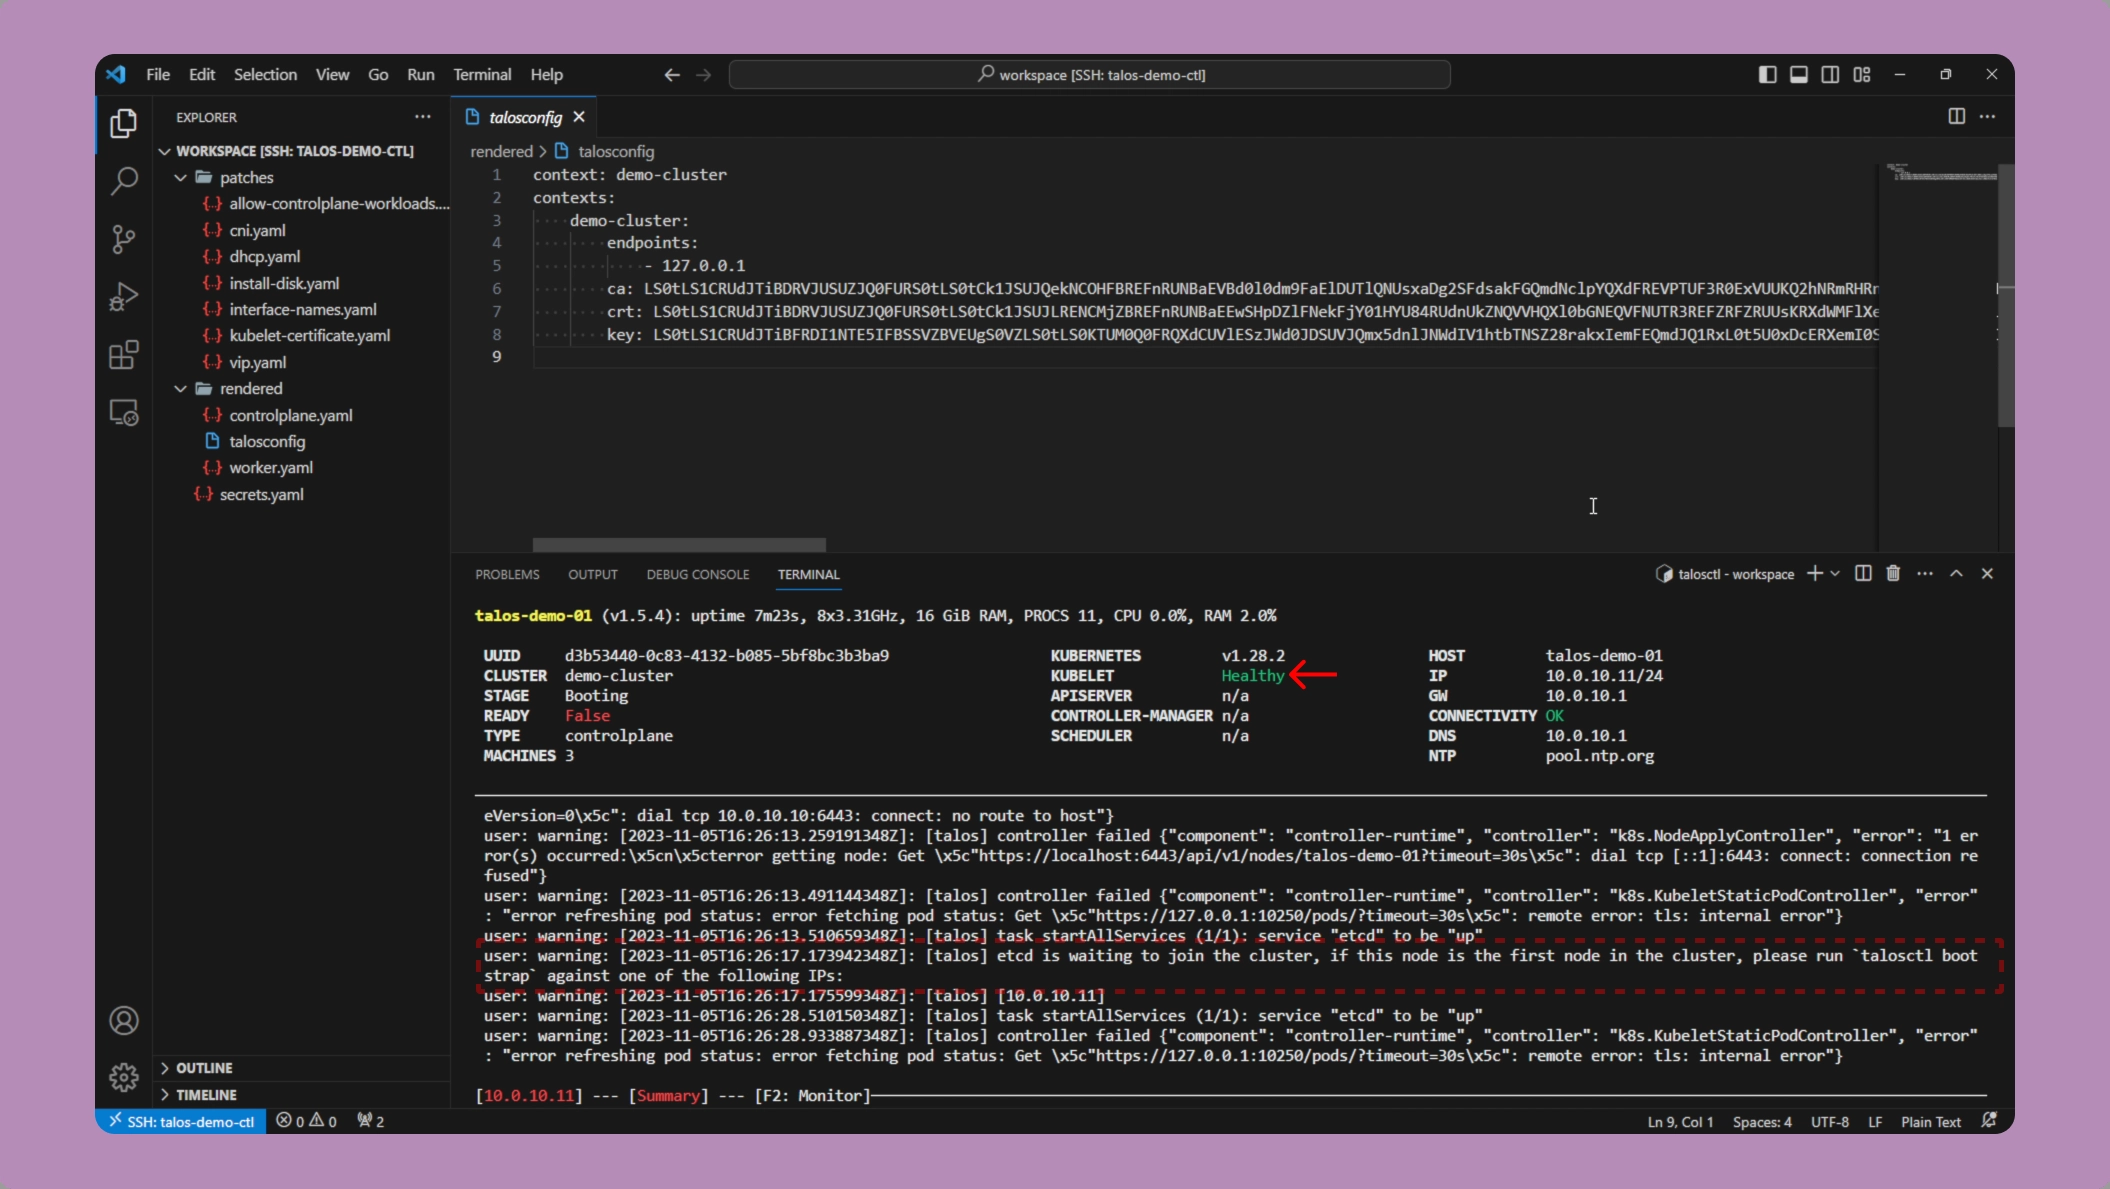 File Edit Selection View Go Run Terminal Help
workspace [SSH: talos-demo-ctl]
EXPLORER
WORKSPACE [SSH: TALOS-DEMO-CTL]
patches
allow-controlplane-workloads....
cni.yaml
dhcp.yaml
install-disk.yaml
interface-names.yaml
kubelet-certificate.yaml
vip.yaml
rendered
controlplane.yaml
talosconfig
worker.yaml
secrets.yaml
OUTLINE
TIMELINE
talosconfig
rendered > talosconfig
1 context: demo-cluster
2 contexts:
3 demo-cluster:
4 endpoints:
5 - 127.0.0.1
6 ca:
7 crt:
8 key:
9
PROBLEMS OUTPUT DEBUG CONSOLE TERMINAL
talosctl - workspace
talos-demo-01 (v1.5.4): uptime 7m23s, 8x3.31GHz, 16 GiB RAM, PROCS 11, CPU 0.0%, RAM 2.0%
UUID d3b53440-0c83-4132-b085-5bf8bc3b3ba9 KUBERNETES v1.28.2 HOST talos-demo-01
CLUSTER demo-cluster KUBELET Healthy IP 10.0.10.11/24
STAGE Booting APISERVER n/a GW 10.0.10.1
READY False CONTROLLER-MANAGER n/a CONNECTIVITY OK
TYPE controlplane SCHEDULER n/a DNS 10.0.10.1
MACHINES 3 NTP pool.ntp.org
eVersion=0\x5c": dial tcp 10.0.10.10:6443: connect: no route to host"}
user: warning: [2023-11-05T16:26:13.259191348Z]: [talos] controller failed {"component": "controller-runtime", "controller": "k8s.NodeApplyController", "error": "1 er
ror(s) occurred:\x5cn\x5cterror getting node: Get \x5c"https://localhost:6443/api/v1/nodes/talos-demo-01?timeout=30s\x5c": dial tcp [::1]:6443: connect: connection re
fused"}
user: warning: [2023-11-05T16:26:13.491144348Z]: [talos] controller failed {"component": "controller-runtime", "controller": "k8s.KubeletStaticPodController", "error"
: "error refreshing pod status: error fetching pod status: Get \x5c"https://127.0.0.1:10250/pods/?timeout=30s\x5c": remote error: tls: internal error"}
user: warning: [2023-11-05T16:26:13.510659348Z]: [talos] task startAllServices (1/1): service "etcd" to be "up"
user: warning: [2023-11-05T16:26:17.173942348Z]: [talos] etcd is waiting to join the cluster, if this node is the first node in the cluster, please run `talosctl boot
strap` against one of the following IPs:
user: warning: [2023-11-05T16:26:17.175599348Z]: [talos] [10.0.10.11]
user: warning: [2023-11-05T16:26:28.510150348Z]: [talos] task startAllServices (1/1): service "etcd" to be "up"
user: warning: [2023-11-05T16:26:28.933887348Z]: [talos] controller failed {"component": "controller-runtime", "controller": "k8s.KubeletStaticPodController", "error"
: "error refreshing pod status: error fetching pod status: Get \x5c"https://127.0.0.1:10250/pods/?timeout=30s\x5c": remote error: tls: internal error"}
[10.0.10.11] --- [Summary] --- [F2: Monitor]
SSH: talos-demo-ctl 0 0 2
Ln 9, Col 1 Spaces: 4 UTF-8 LF Plain Text